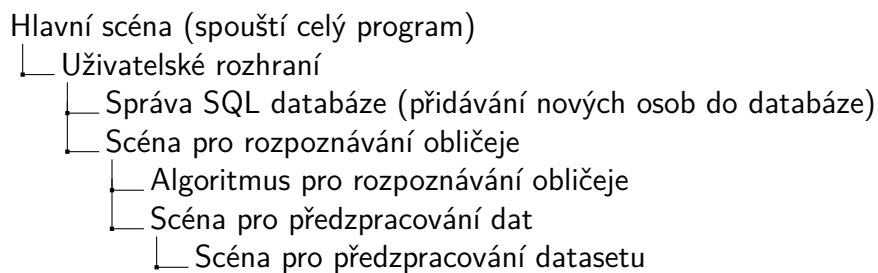 Hlavní scéna (spouští celý program)
Uživatelské rozhraní
Správa SQL databáze (přidávání nových osob do databáze)
Scéna pro rozpoznávání obličeje
Algoritmus pro rozpoznávání obličeje
Scéna pro předzpracování dat
Scéna pro předzpracování datasetu